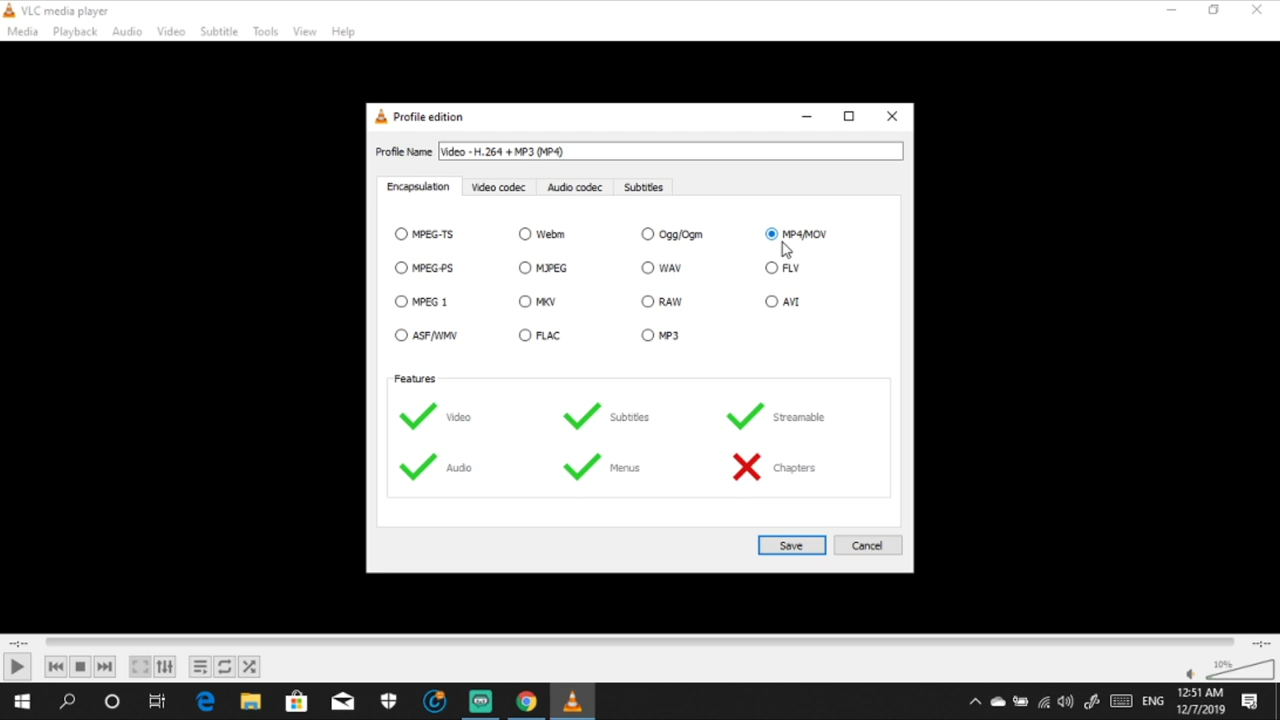 VLC media player
Media Playback Audio Video Subtitle Tools View Help
Profile edition
Profile Name Video - H.264 + MP3 (MP4)
Encapsulation Video codec Audio codec Subtitles
MPEG-TS Webm Ogg/Ogm MP4/MOV
MPEG-PS MJPEG WAV FLV
MPEG 1 MKV RAW AVI
ASF/WMV FLAC MP3
Features
Video Subtitles Streamable
Audio Menus Chapters
Save Cancel
--:-- --:--
10%
ENG
12:51 AM
12/7/2019